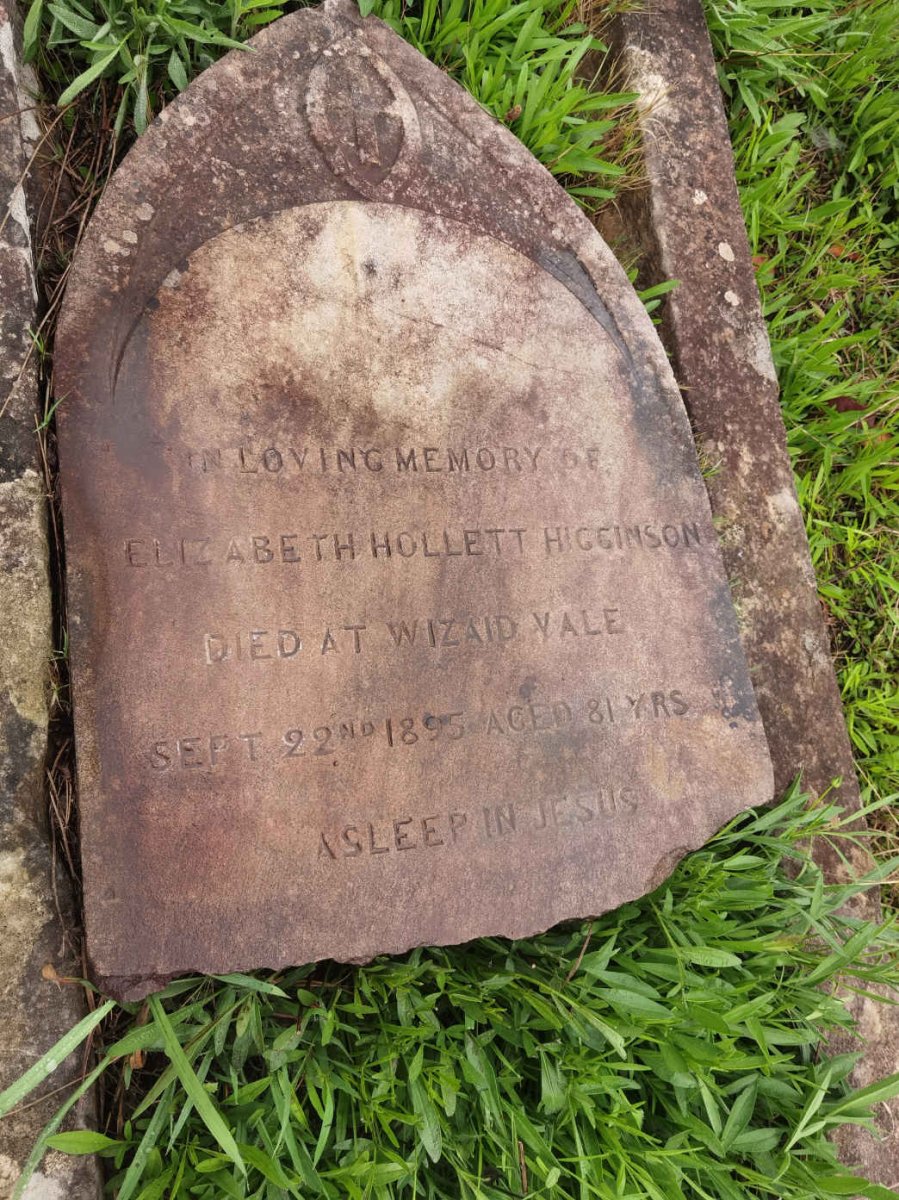 IN LOVING MEMORY OF
ELIZABETH HOLLETT HIGGINSON
DIED AT WIZAID VALE
SEPT 22ND 1895 AGED 81 YRS
ASLEEP IN JESUS